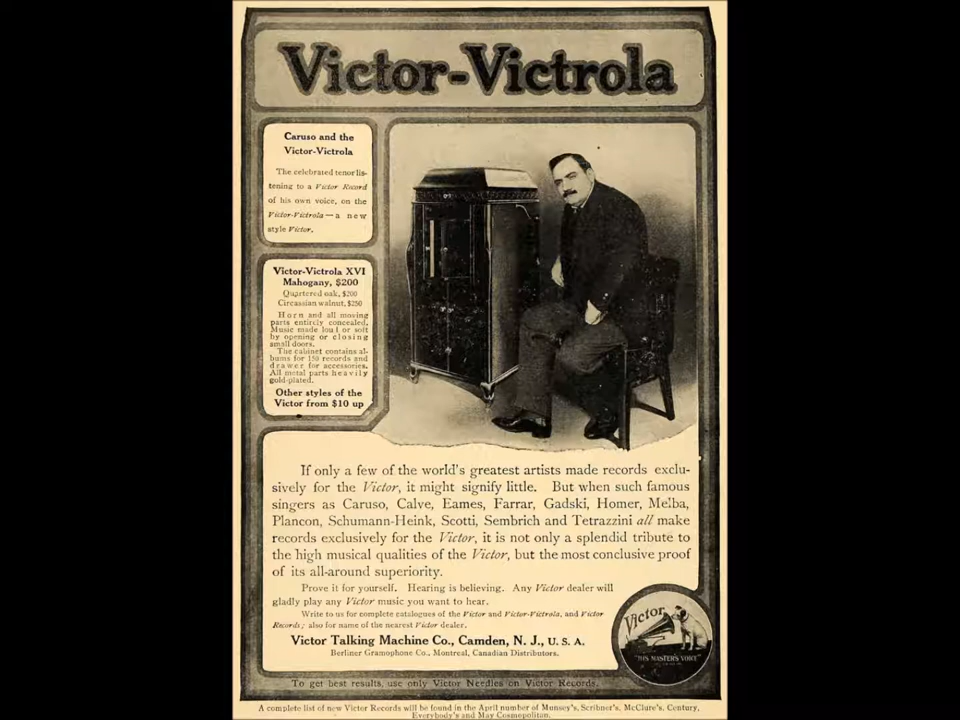 Victor-Victrola
Caruso and the
Victor-Victrola
The celebrated tenor lis-
tening to a Victor Record
of his own voice, on the
Victor-Victrola — a new
style Victor.
Victor-Victrola XVI
Mahogany, $200
Quartered oak, $200
Circassian walnut, $250
Horn and all moving
parts entirely concealed.
Music made loud or soft
by opening or closing
small doors.
The cabinet contains al-
bums for 150 records and
drawer for accessories.
All metal parts heavily
gold-plated.
Other styles of the
Victor from $10 up
If only a few of the world's greatest artists made records exclu-
sively for the Victor, it might signify little. But when such famous
singers as Caruso, Calve, Eames, Farrar, Gadski, Homer, Melba,
Plancon, Schumann-Heink, Scotti, Sembrich and Tetrazzini all make
records exclusively for the Victor, it is not only a splendid tribute to
the high musical qualities of the Victor, but the most conclusive proof
of its all-around superiority.
Prove it for yourself. Hearing is believing. Any Victor dealer will
gladly play any Victor music you want to hear.
Write to us for complete catalogues of the Victor and Victor-Victrola, and Victor
Records; also for name of the nearest Victor dealer.
Victor Talking Machine Co., Camden, N. J., U. S. A.
Berliner Gramophone Co., Montreal, Canadian Distributors.
Victor
"HIS MASTER'S VOICE"
To get best results, use only Victor Needles on Victor Records.
A complete list of new Victor Records will be found in the April number of Munsey's, Scribner's, McClure's, Century,
Everybody's and May Cosmopolitan.